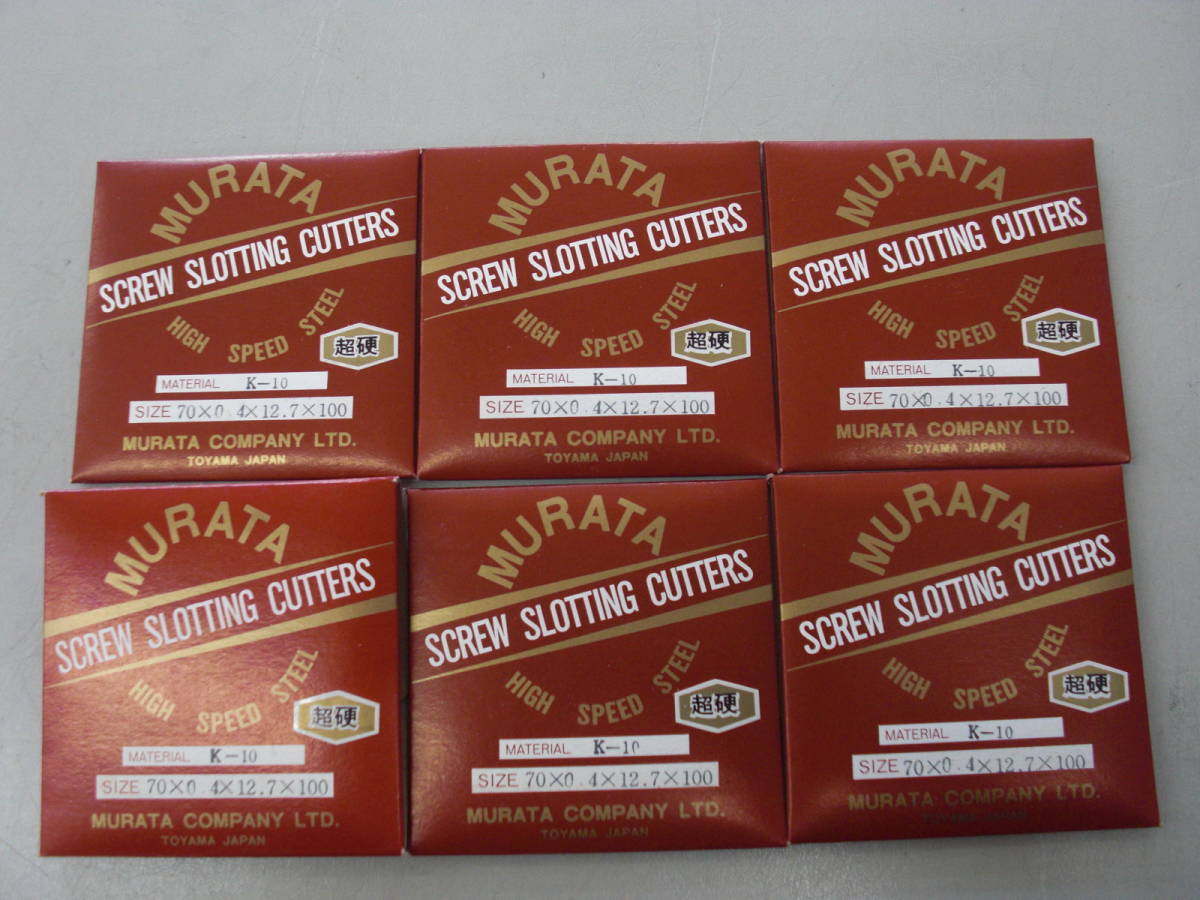 MURATA
SCREW SLOTTING CUTTERS
HIGH SPEED STEEL
超硬
MATERIAL K-10
SIZE 70×0.4×12.7×100
MURATA COMPANY LTD.
TOYAMA JAPAN
MURATA
SCREW SLOTTING CUTTERS
HIGH SPEED STEEL
超硬
MATERIAL K-10
SIZE 70×0.4×12.7×100
MURATA COMPANY LTD.
TOYAMA JAPAN
MURATA
SCREW SLOTTING CUTTERS
HIGH SPEED STEEL
超硬
MATERIAL K-10
SIZE 70×0.4×12.7×100
MURATA COMPANY LTD.
TOYAMA JAPAN
MURATA
SCREW SLOTTING CUTTERS
HIGH SPEED STEEL
超硬
MATERIAL K-10
SIZE 70×0.4×12.7×100
MURATA COMPANY LTD.
TOYAMA JAPAN
MURATA
SCREW SLOTTING CUTTERS
HIGH SPEED STEEL
超硬
MATERIAL K-10
SIZE 70×0.4×12.7×100
MURATA COMPANY LTD.
TOYAMA JAPAN
MURATA
SCREW SLOTTING CUTTERS
HIGH SPEED STEEL
超硬
MATERIAL K-10
SIZE 70×0.4×12.7×100
MURATA COMPANY LTD.
TOYAMA JAPAN